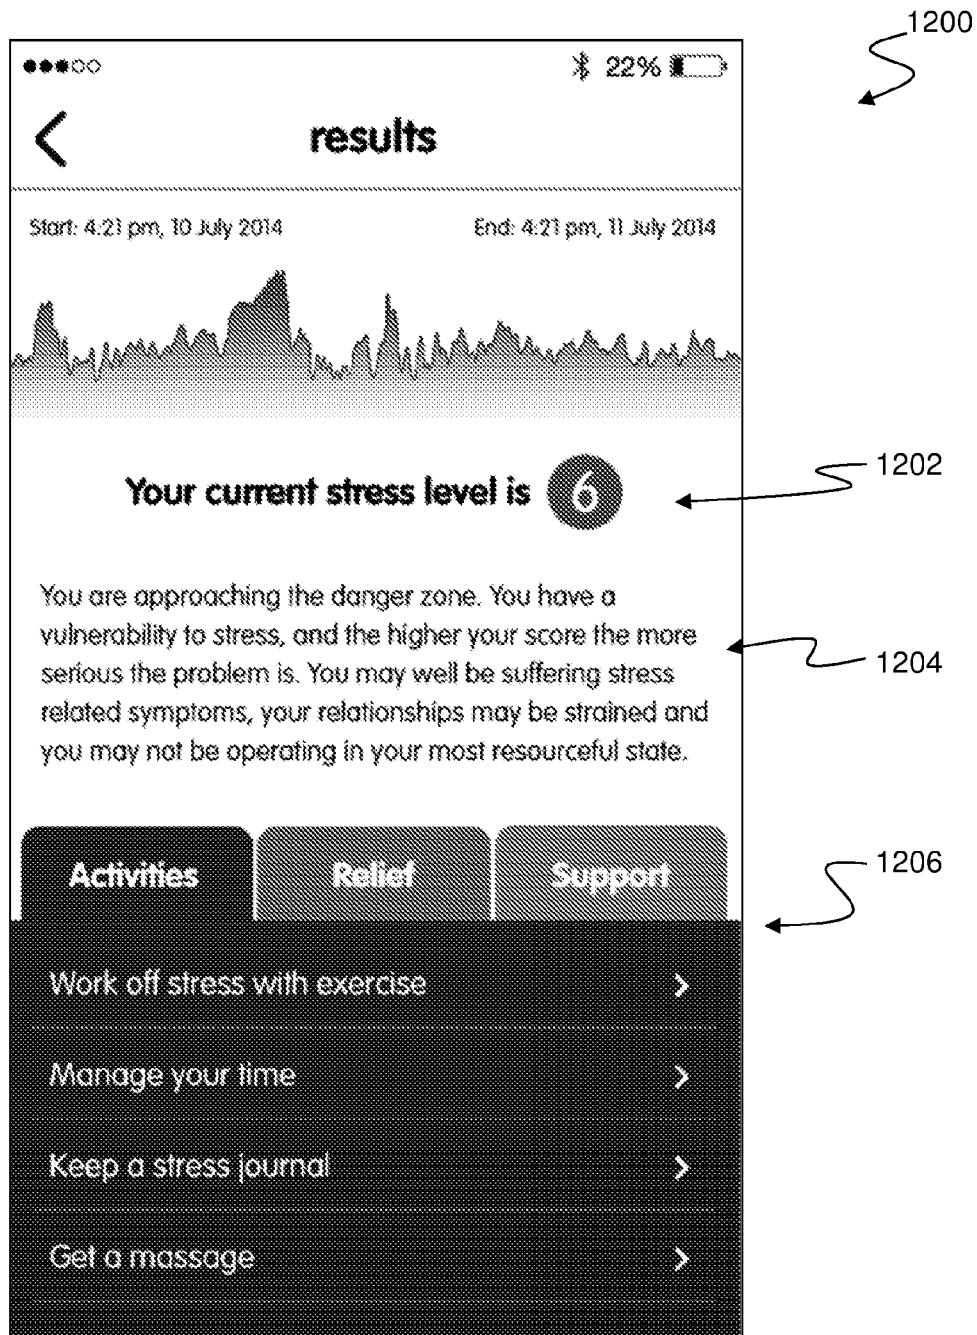 1200
22%
results
Start: 4:21 pm, 10 July 2014 End: 4:21 pm, 11 July 2014
Your current stress level is 6
1202
You are approaching the danger zone. You have a
vulnerability to stress, and the higher your score the more
serious the problem is. You may well be suffering stress
related symptoms, your relationships may be strained and
you may not be operating in your most resourceful state.
1204
Activities Relief Support
1206
Work off stress with exercise
Manage your time
Keep a stress journal
Get a massage